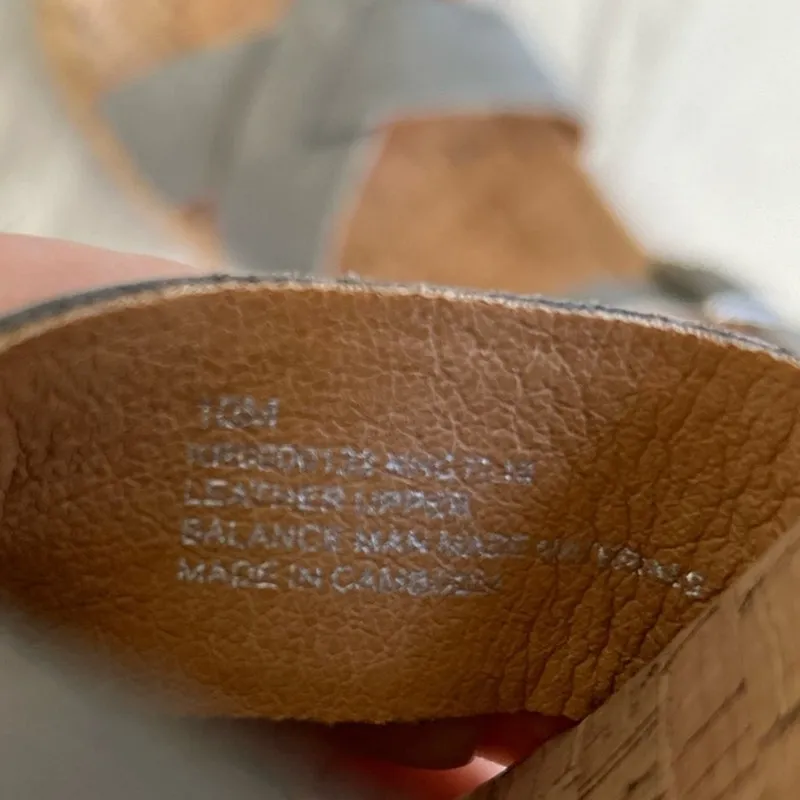 10M
LEATHER UPPER
BALANCE MAN MADE MATERIALS
MADE IN CAMBODIA